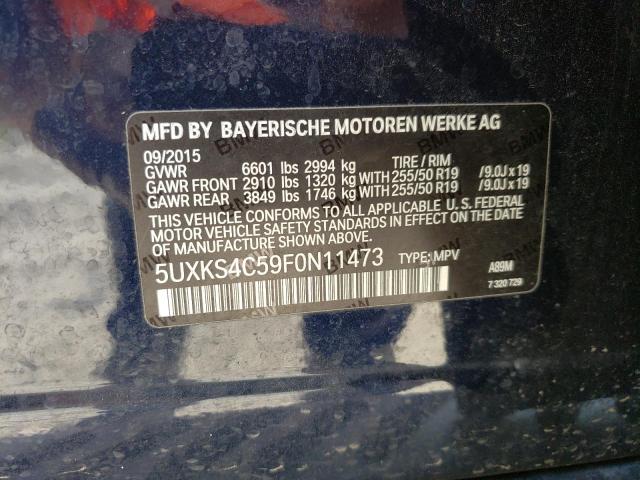 MFD BY BAYERISCHE MOTOREN WERKE AG
09/2015 TIRE / RIM
GVWR 6601 lbs 2994 kg
GAWR FRONT 2910 lbs 1320 kg WITH 255/50 R19 /9.0J x 19
GAWR REAR 3849 lbs 1746 kg WITH 255/50 R19 /9.0J x 19
THIS VEHICLE CONFORMS TO ALL APPLICABLE U.S. FEDERAL
MOTOR VEHICLE SAFETY STANDARDS IN EFFECT ON THE DATE
OF MANUFACTURE SHOWN ABOVE.
5UXKS4C59F0N11473 TYPE: MPV A89M
7 320 729